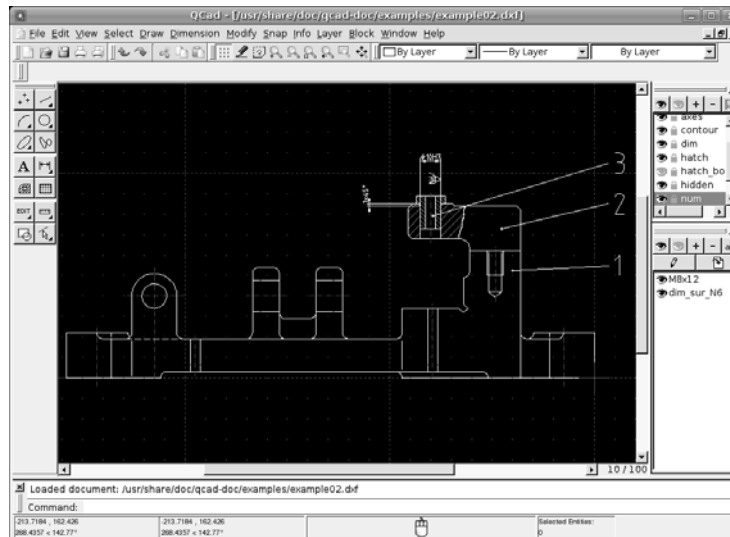 QCad - [/usr/share/doc/qcad-doc/examples/example02.dxf]
File Edit View Select Draw Dimension Modify Snap Info Layer Block Window Help
By Layer By Layer By Layer
axes
contour
dim
hatch
hatch_bo
hidden
num
3
2
1
A
EDIT
M8x12
dim_sur_N6
10 / 100
Loaded document: /usr/share/doc/qcad-doc/examples/example02.dxf
Command:
-213.7184 , 162.426 -213.7184 , 162.426 Selected Entities:
268.4357 < 142.77° 268.4357 < 142.77° 0